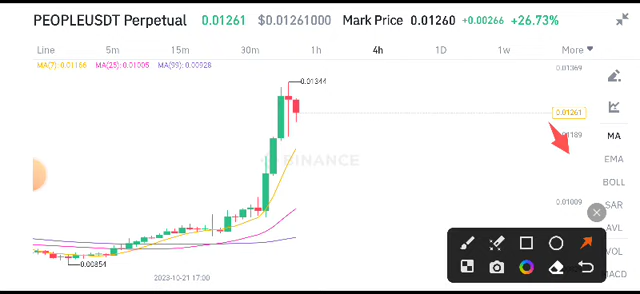 PEOPLEUSDT Perpetual 0.01261 $0.01261000 Mark Price 0.01260 +0.00266 +26.73%
Line 5m 15m 30m 1h 4h 1D 1w More
MA(7): 0.01166 MA(25): 0.01006 MA(99): 0.00928
0.01369
0.01344
0.01261
0.01189
MA
BINANCE
EMA
BOLL
0.01009
SAR
AVL
VOL
0.00854
MACD
2023-10-21 17:00